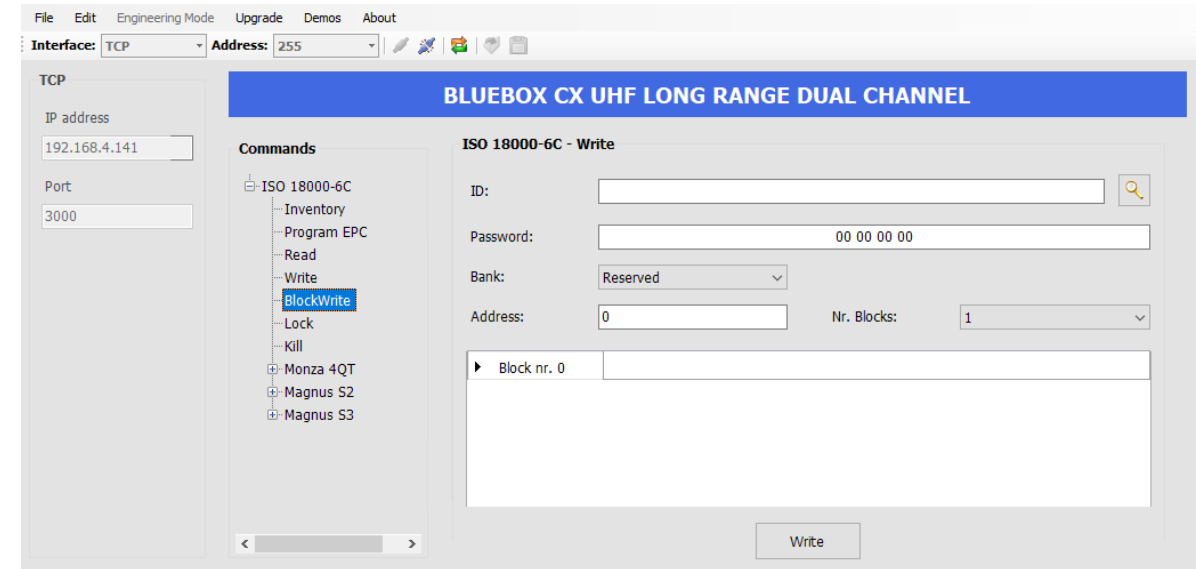 File Edit Engineering Mode Upgrade Demos About
Interface: TCP Address: 255
TCP
IP address
192.168.4.141
Port
3000
BLUEBOX CX UHF LONG RANGE DUAL CHANNEL
Commands
ISO 18000-6C
Inventory
Program EPC
Read
Write
BlockWrite
Lock
Kill
Monza 4QT
Magnus S2
Magnus S3
ISO 18000-6C - Write
ID:
Password: 00 00 00 00
Bank: Reserved
Address: 0 Nr. Blocks: 1
Block nr. 0
Write